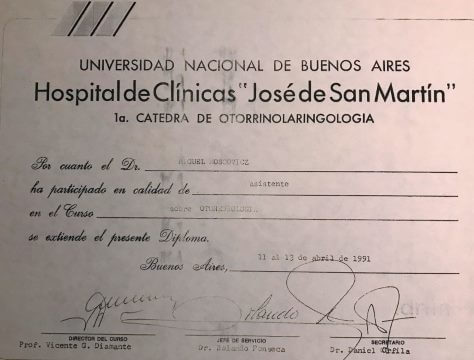 UNIVERSIDAD NACIONAL DE BUENOS AIRES
Hospital de Clínicas "José de San Martín"
1a. CATEDRA DE OTORRINOLARINGOLOGIA
Por cuanto el Dr. MIGUEL MOSCOVICZ
ha participado en calidad de asistente
en el Curso sobre
se extiende el presente Diploma.
Buenos Aires, 11 al 13 de abril de 1991
DIRECTOR DEL CURSO
Prof. Vicente G. Diamante
JEFE DE SERVICIO
Dr. Rolando Fonseca
SECRETARIO
Dr. Daniel